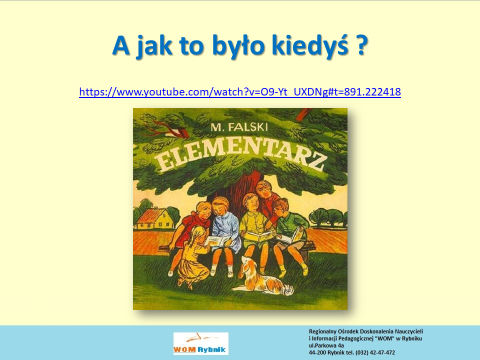 A jak to było kiedyś ?
https://www.youtube.com/watch?v=O9-Yt_UXDNg#t=891.222418
M. FALSKI
ELEMENTARZ
WOM Rybnik
Regionalny Ośrodek Doskonalenia Nauczycieli
i Informacji Pedagogicznej "WOM" w Rybniku
ul.Parkowa 4a
44-200 Rybnik tel. (032) 42-47-472